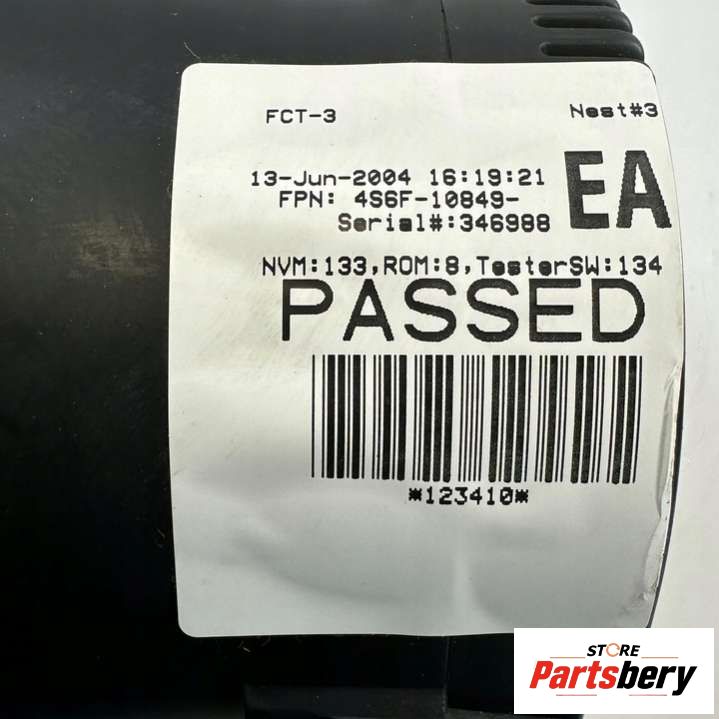 FCT-3 Nest#3
13-Jun-2004 16:19:21
EA
FPN: 4S6F-10849-
Serial#:346988
NVM:133,ROM:8,TesterSW:134
PASSED
*123410*
STORE
Partsbery